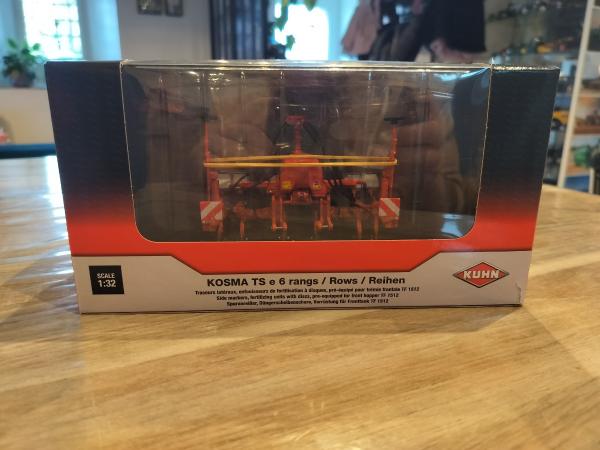 SCALE
1:32
KOSMA TS e 6 rangs / Rows / Reihen
Traceurs latéraux, enfouisseurs de fertilisation à disques, pré-équipé pour trémie frontale TF 1512
Side markers, fertilizing units with discs, pre-equipped for front hopper TF 1512
Spuranreißer, Düngerscheibenschare, Vorrüstung für Fronttank TF 1512
KUHN